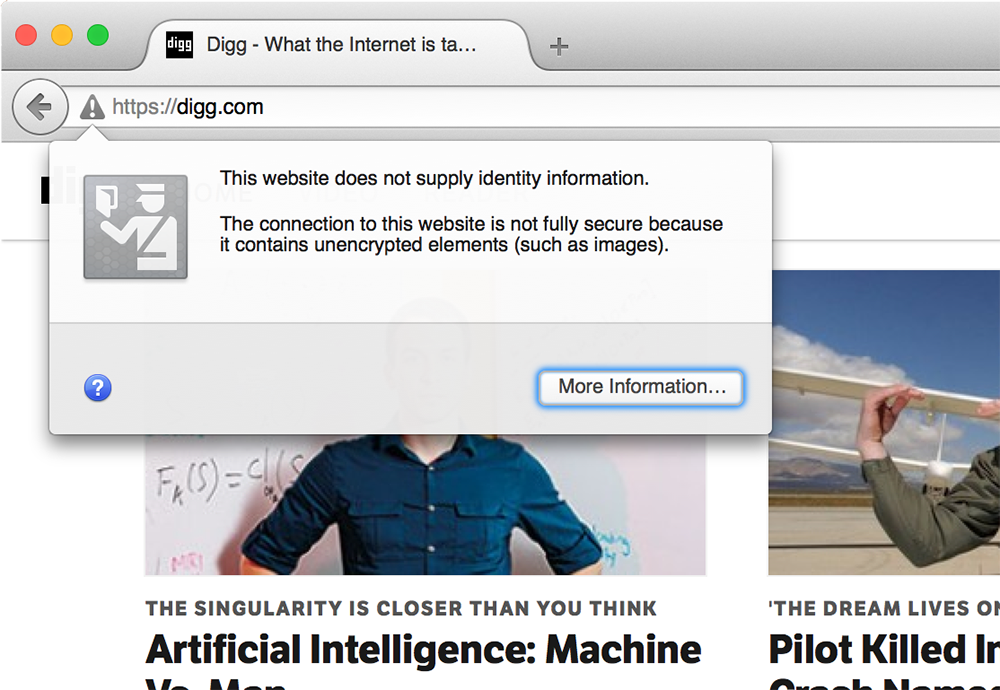 digg Digg - What the Internet is ta...
https://digg.com
This website does not supply identity information.
The connection to this website is not fully secure because
it contains unencrypted elements (such as images).
?
More Information...
THE SINGULARITY IS CLOSER THAN YOU THINK
Artificial Intelligence: Machine
Vs. Man
'THE DREAM LIVES ON
Pilot Killed In
Crash Named